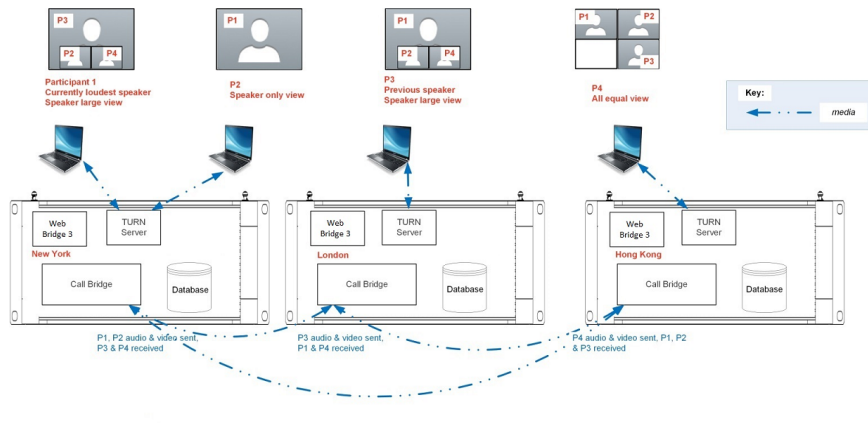 P3
P2
P4
Participant 1
Currently loudest speaker
Speaker large view
P1
P2
Speaker only view
P1
P2
P4
P3
Previous speaker
Speaker large view
P1
P2
P3
P4
All equal view
Key:
media
Web
Bridge 3
TURN
Server
New York
Call Bridge
Database
Web
Bridge 3
TURN
Server
London
Call Bridge
Database
Web
Bridge 3
TURN
Server
Hong Kong
Call Bridge
Database
P1, P2 audio & video sent,
P3 & P4 received
P3 audio & video sent,
P1 & P4 received
P4 audio & video sent, P1, P2
& P3 received